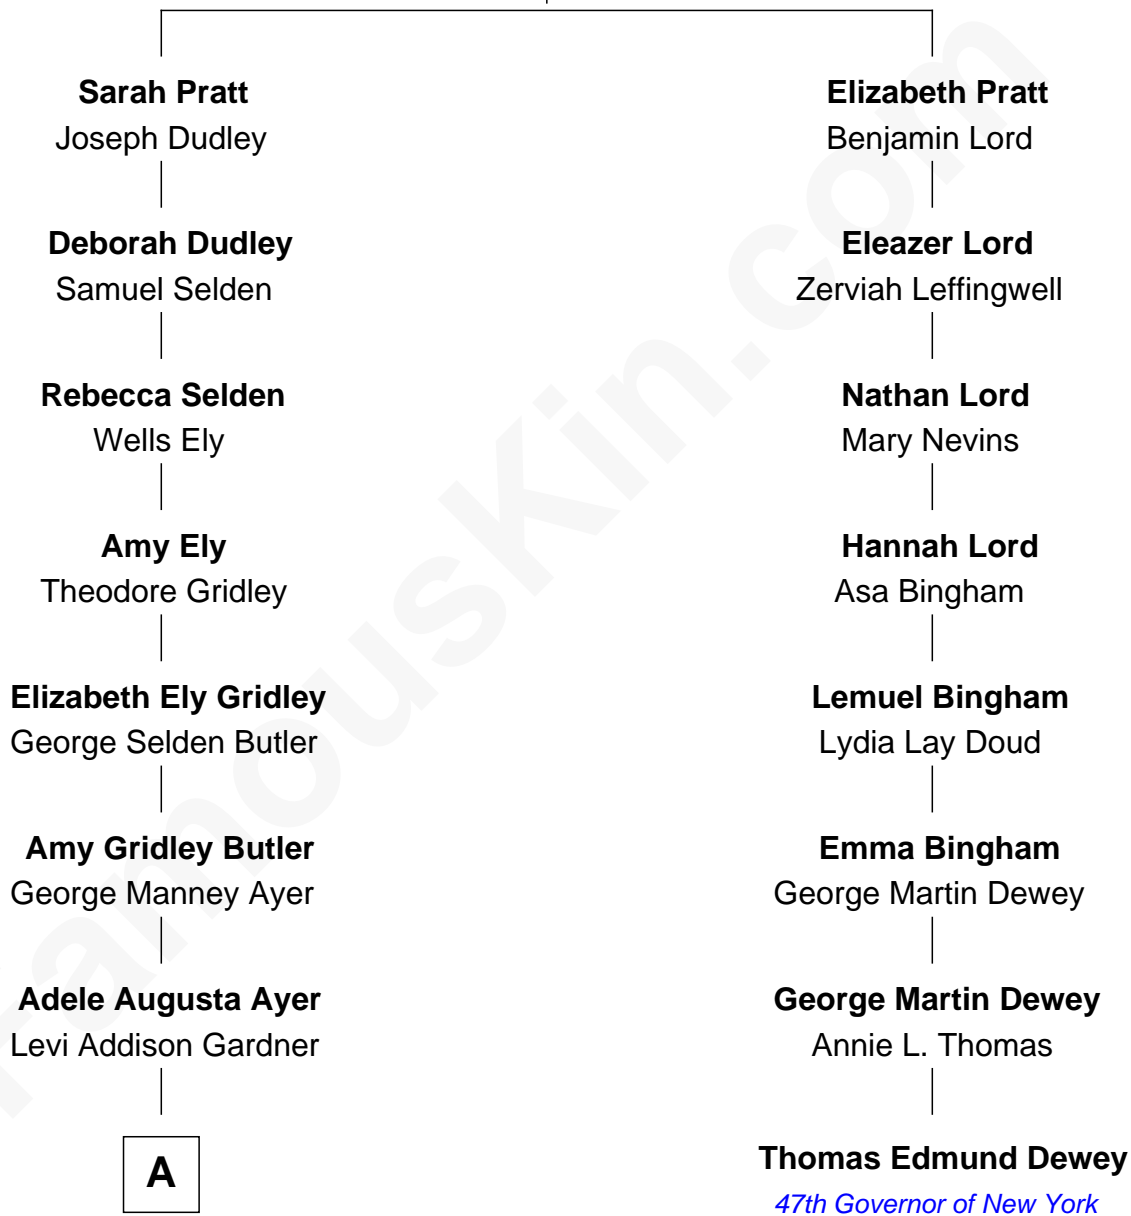 Sarah Pratt
Joseph Dudley
Elizabeth Pratt
Benjamin Lord
Deborah Dudley
Samuel Selden
Eleazer Lord
Zerviah Leffingwell
Rebecca Selden
Wells Ely
Nathan Lord
Mary Nevins
Amy Ely
Theodore Gridley
Hannah Lord
Asa Bingham
Elizabeth Ely Gridley
George Selden Butler
Lemuel Bingham
Lydia Lay Doud
Amy Gridley Butler
George Manney Ayer
Emma Bingham
George Martin Dewey
Adele Augusta Ayer
Levi Addison Gardner
George Martin Dewey
Annie L. Thomas
A
Thomas Edmund Dewey
47th Governor of New York
FamousKin.com